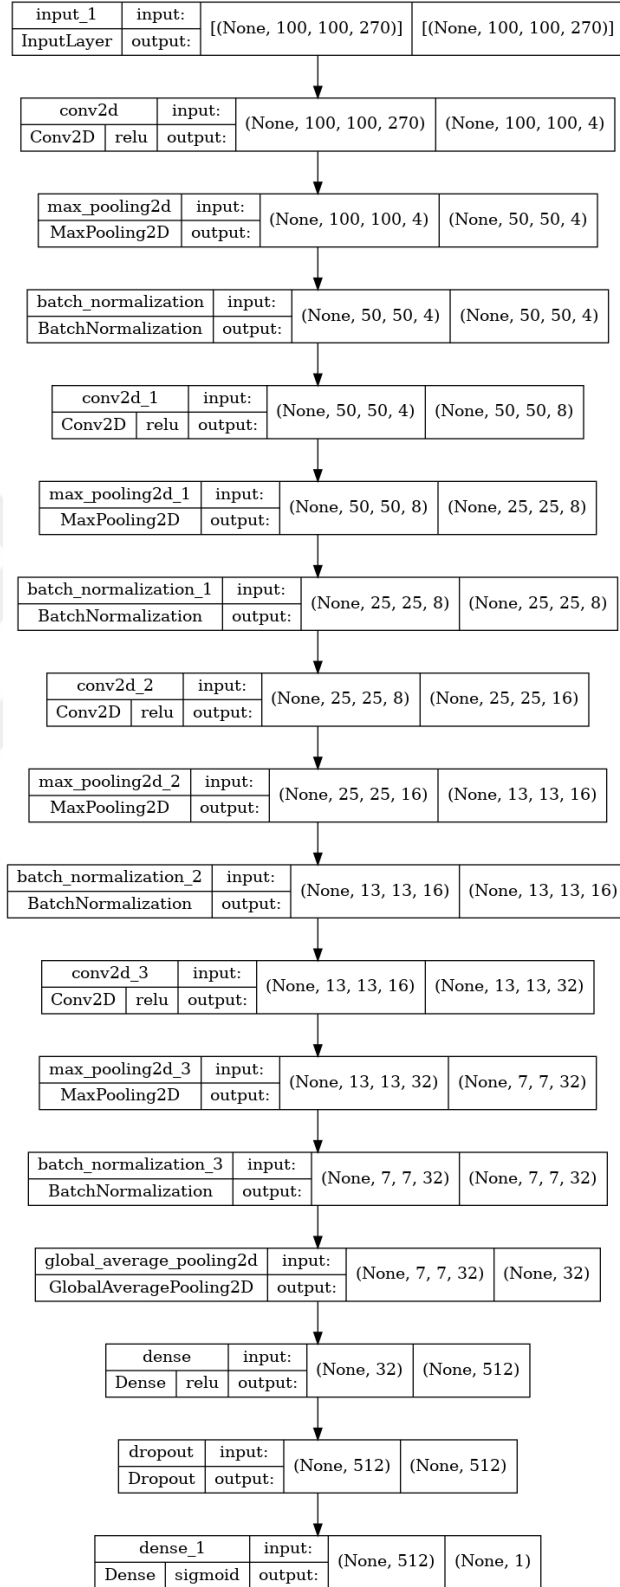 input_1 input: [(None, 100, 100, 270)] [(None, 100, 100, 270)]
InputLayer output:
conv2d input: (None, 100, 100, 270) (None, 100, 100, 4)
Conv2D relu output:
max_pooling2d input: (None, 100, 100, 4) (None, 50, 50, 4)
MaxPooling2D output:
batch_normalization input: (None, 50, 50, 4) (None, 50, 50, 4)
BatchNormalization output:
conv2d_1 input: (None, 50, 50, 4) (None, 50, 50, 8)
Conv2D relu output:
max_pooling2d_1 input: (None, 50, 50, 8) (None, 25, 25, 8)
MaxPooling2D output:
batch_normalization_1 input: (None, 25, 25, 8) (None, 25, 25, 8)
BatchNormalization output:
conv2d_2 input: (None, 25, 25, 8) (None, 25, 25, 16)
Conv2D relu output:
max_pooling2d_2 input: (None, 25, 25, 16) (None, 13, 13, 16)
MaxPooling2D output:
batch_normalization_2 input: (None, 13, 13, 16) (None, 13, 13, 16)
BatchNormalization output:
conv2d_3 input: (None, 13, 13, 16) (None, 13, 13, 32)
Conv2D relu output:
max_pooling2d_3 input: (None, 13, 13, 32) (None, 7, 7, 32)
MaxPooling2D output:
batch_normalization_3 input: (None, 7, 7, 32) (None, 7, 7, 32)
BatchNormalization output:
global_average_pooling2d input: (None, 7, 7, 32) (None, 32)
GlobalAveragePooling2D output:
dense input: (None, 32) (None, 512)
Dense relu output:
dropout input: (None, 512) (None, 512)
Dropout output:
dense_1 input: (None, 512) (None, 1)
Dense sigmoid output: